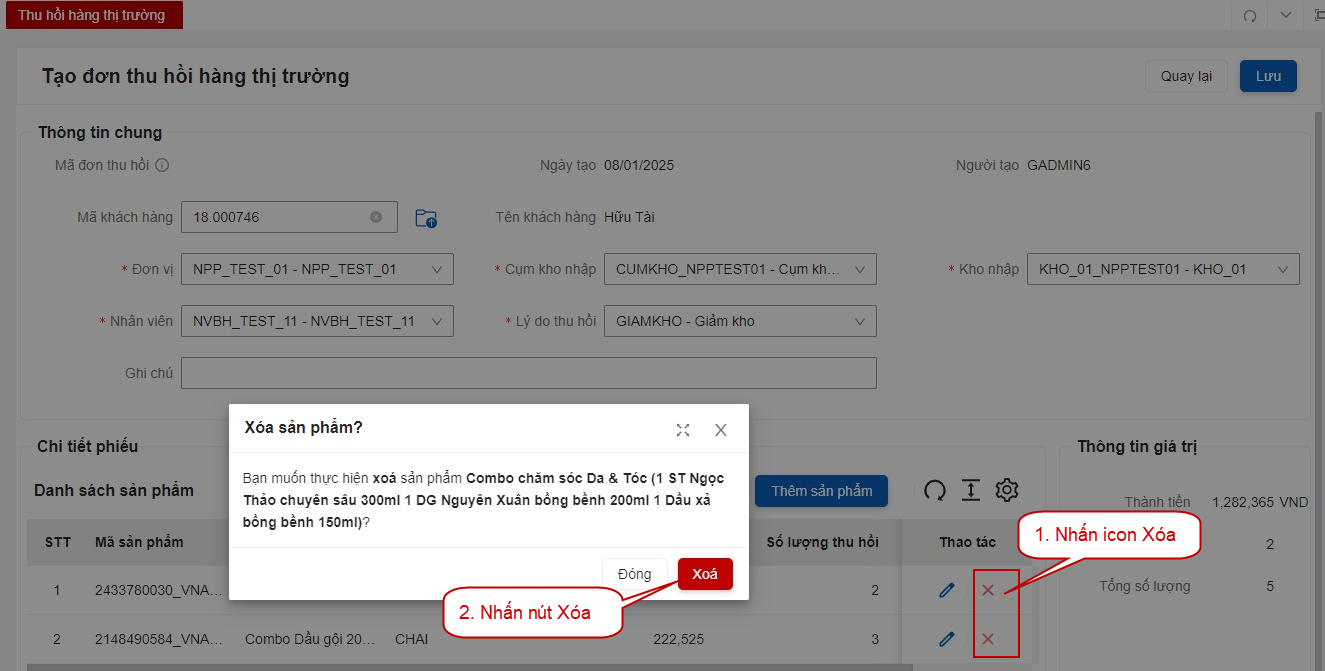 Thu hồi hàng thị trường
Tạo đơn thu hồi hàng thị trường
Quay lại
Lưu
Thông tin chung
Mã đơn thu hồi
Ngày tạo 08/01/2025
Người tạo GADMIN6
Mã khách hàng 18.000746
Tên khách hàng Hữu Tài
* Đơn vị NPP_TEST_01 - NPP_TEST_01
* Cụm kho nhập CUMKHO_NPPTEST01 - Cụm kh...
* Kho nhập KHO_01_NPPTEST01 - KHO_01
* Nhân viên NVBH_TEST_11 - NVBH_TEST_11
* Lý do thu hồi GIAMKHO - Giảm kho
Ghi chú
Xóa sản phẩm?
Bạn muốn thực hiện xoá sản phẩm Combo chăm sóc Da & Tóc (1 ST Ngọc
Thảo chuyên sâu 300ml 1 DG Nguyên Xuân bồng bềnh 200ml 1 Dầu xả
bồng bềnh 150ml)?
Đóng
Xoá
2. Nhấn nút Xóa
Chi tiết phiếu
Danh sách sản phẩm
Thêm sản phẩm
STT Mã sản phẩm Số lượng thu hồi Thao tác
1 2433780030_VNA... 2
2 2148490584_VNA... Combo Dầu gội 20... CHAI 222,525 3
1. Nhấn icon Xóa
Thông tin giá trị
Thành tiền 1,282,365 VND
2
Tổng số lượng 5